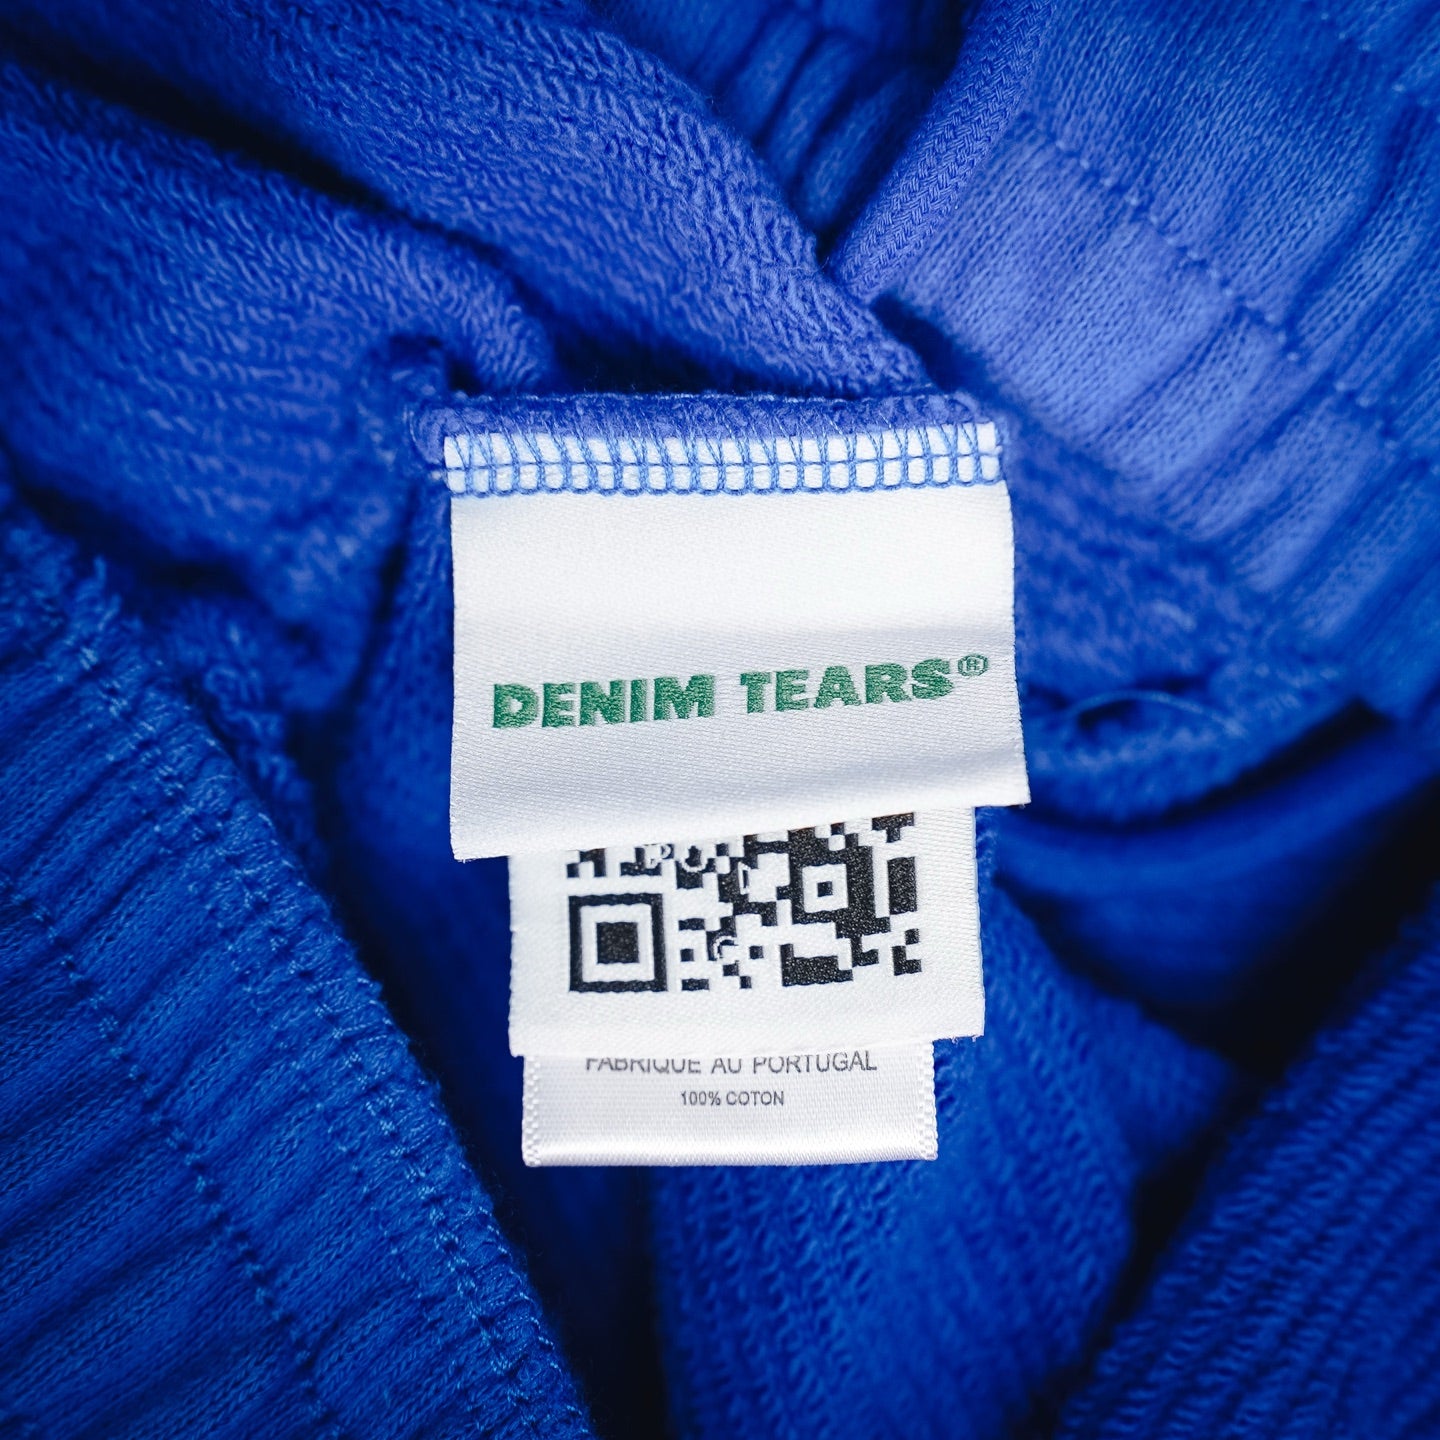 DENIM TEARS®
FABRIQUE AU PORTUGAL
100% COTON